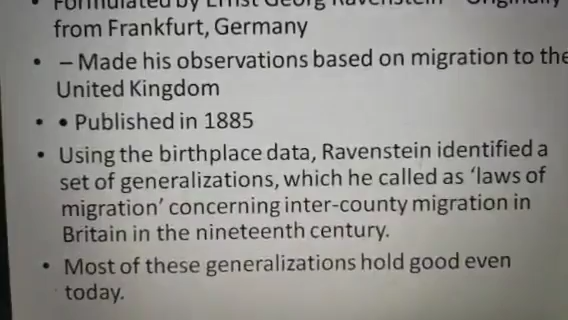 • Formulated by Ernst Georg Ravenstein – Originally
from Frankfurt, Germany
• – Made his observations based on migration to the
United Kingdom
• • Published in 1885
• Using the birthplace data, Ravenstein identified a
set of generalizations, which he called as ‘laws of
migration’ concerning inter-county migration in
Britain in the nineteenth century.
• Most of these generalizations hold good even
today.